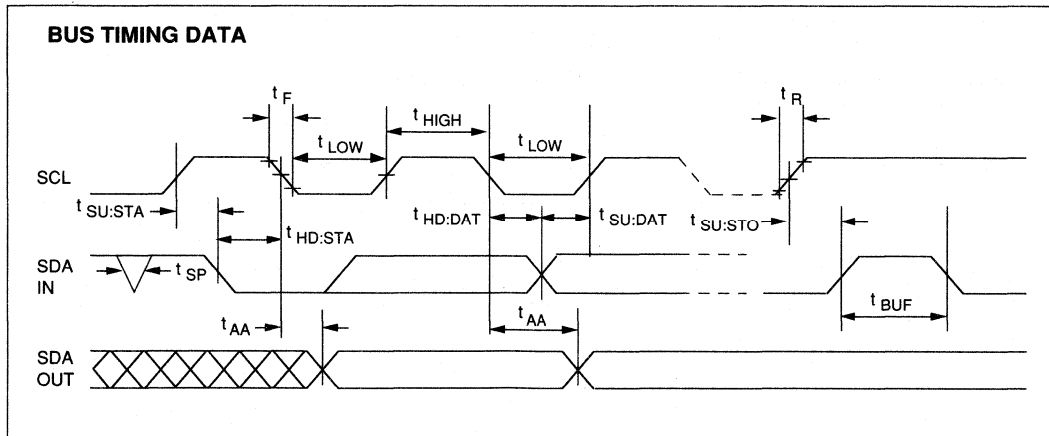 BUS TIMING DATA
t F
t HIGH
t R
t LOW
t LOW
SCL
t SU:STA
t HD:STA
t HD:DAT
t SU:DAT
t SU:STO
SDA IN
t SP
t BUF
t AA
t AA
SDA OUT